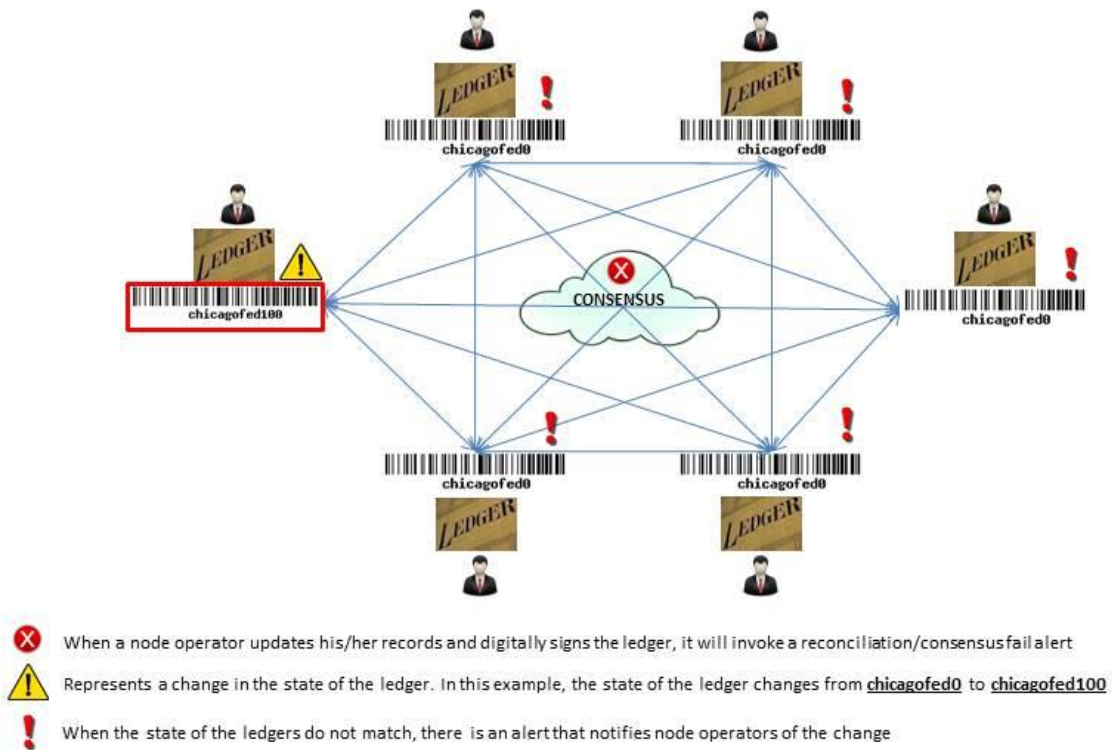 LEDGER
LEDGER
chicagofed0
chicagofed0
LEDGER
LEDGER
chicagofed100
chicagofed0
CONSENSUS
chicagofed0
chicagofed0
LEDGER
LEDGER
X When a node operator updates his/her records and digitally signs the ledger, it will invoke a reconciliation/consensus fail alert
! Represents a change in the state of the ledger. In this example, the state of the ledger changes from chicagofed0 to chicagofed100
! When the state of the ledgers do not match, there is an alert that notifies node operators of the change